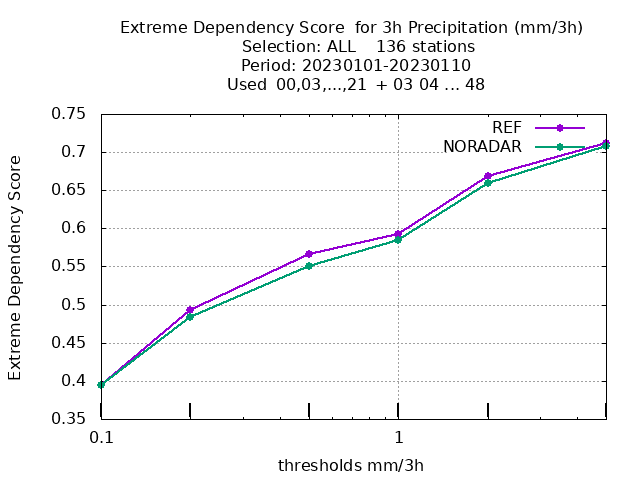 Extreme Dependency Score  for 3h Precipitation (mm/3h)
Selection: ALL    136 stations
Period: 20230101-20230110
Used  00,03,...,21  + 03 04 ... 48
REF
NORADAR
0.75
0.7
0.65
0.6
0.55
0.5
0.45
0.4
0.35
Extreme Dependency Score
0.1
1
thresholds mm/3h